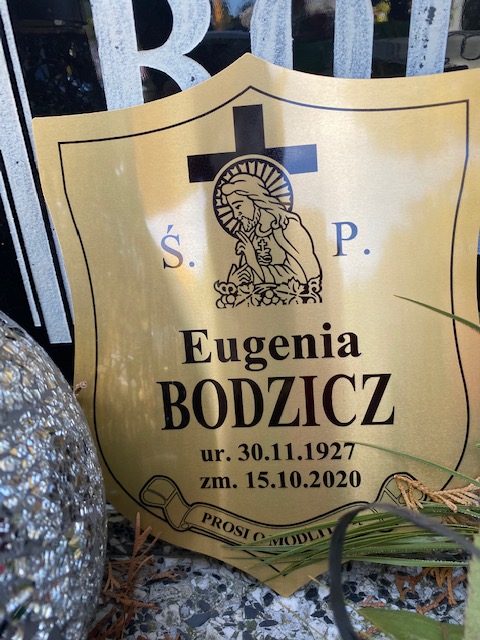 Ś. P.
Eugenia
BODZICZ
ur. 30.11.1927
zm. 15.10.2020
PROSI O